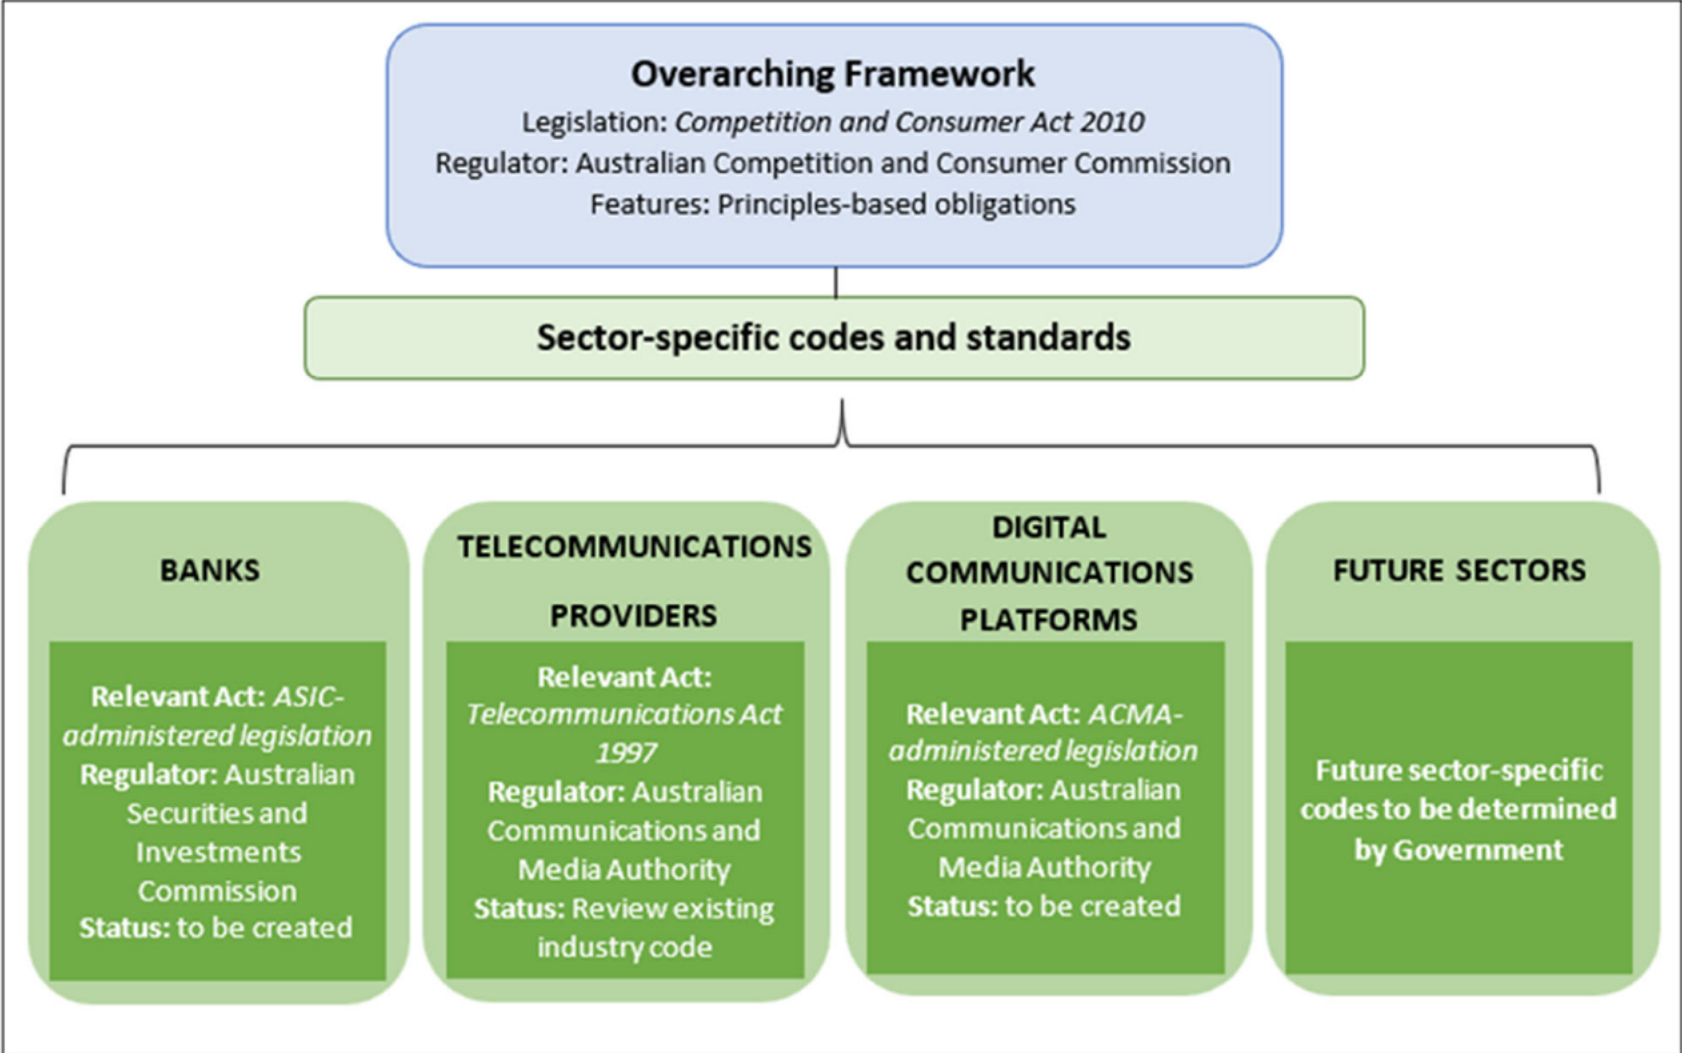 Overarching Framework
Legislation: Competition and Consumer Act 2010
Regulator: Australian Competition and Consumer Commission
Features: Principles-based obligations
Sector-specific codes and standards
BANKS
Relevant Act: ASIC-
administered legislation
Regulator: Australian
Securities and
Investments
Commission
Status: to be created
TELECOMMUNICATIONS
PROVIDERS
Relevant Act:
Telecommunications Act
1997
Regulator: Australian
Communications and
Media Authority
Status: Review existing
industry code
DIGITAL
COMMUNICATIONS
PLATFORMS
Relevant Act: ACMA-
administered legislation
Regulator: Australian
Communications and
Media Authority
Status: to be created
FUTURE SECTORS
Future sector-specific
codes to be determined
by Government